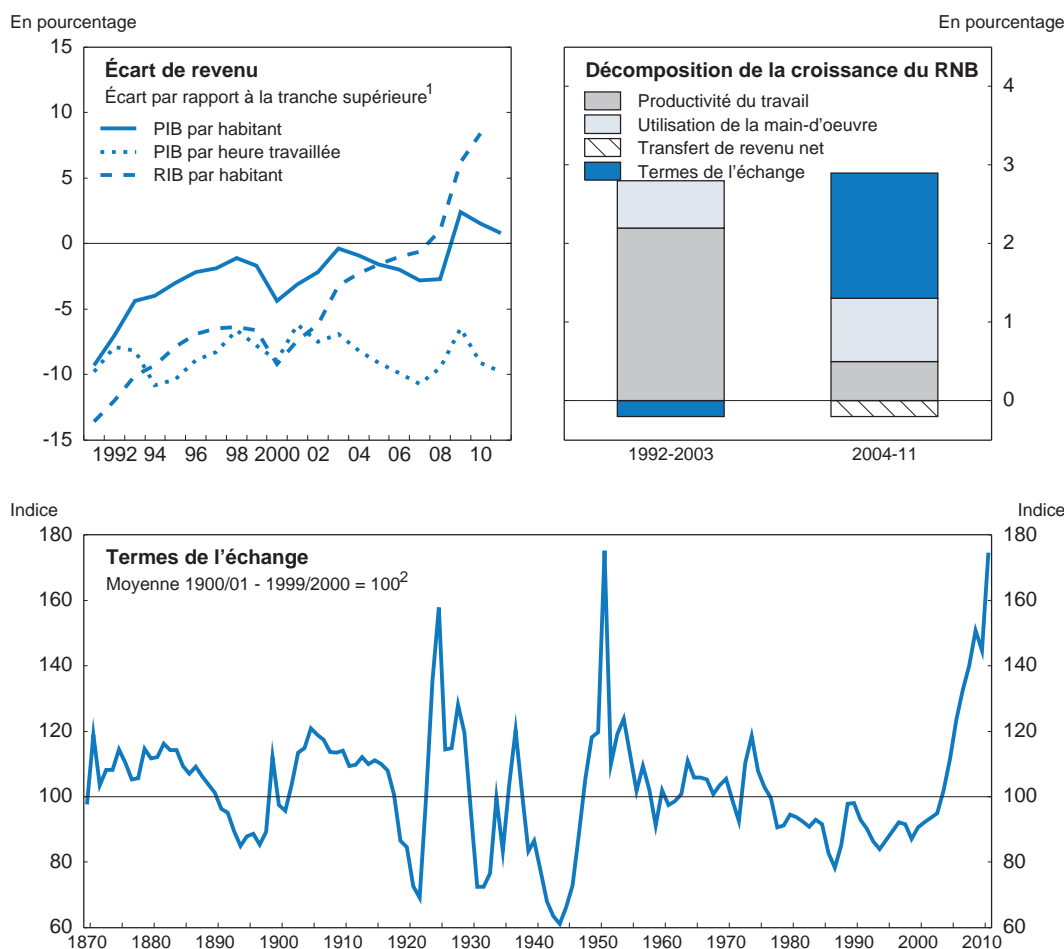 En pourcentage
En pourcentage
Écart de revenu
Écart par rapport à la tranche supérieure1
PIB par habitant
PIB par heure travaillée
RIB par habitant
15
10
5
0
-5
-10
-15
1992 94 96 98 2000 02 04 06 08 10
Décomposition de la croissance du RNB
Productivité du travail
Utilisation de la main-d'oeuvre
Transfert de revenu net
Termes de l'échange
4
3
2
1
0
1992-2003 2004-11
Indice
Indice
Termes de l'échange
Moyenne 1900/01 - 1999/2000 = 1002
180
160
140
120
100
80
60
180
160
140
120
100
80
60
1870 1880 1890 1900 1910 1920 1930 1940 1950 1960 1970 1980 1990 2000 2010